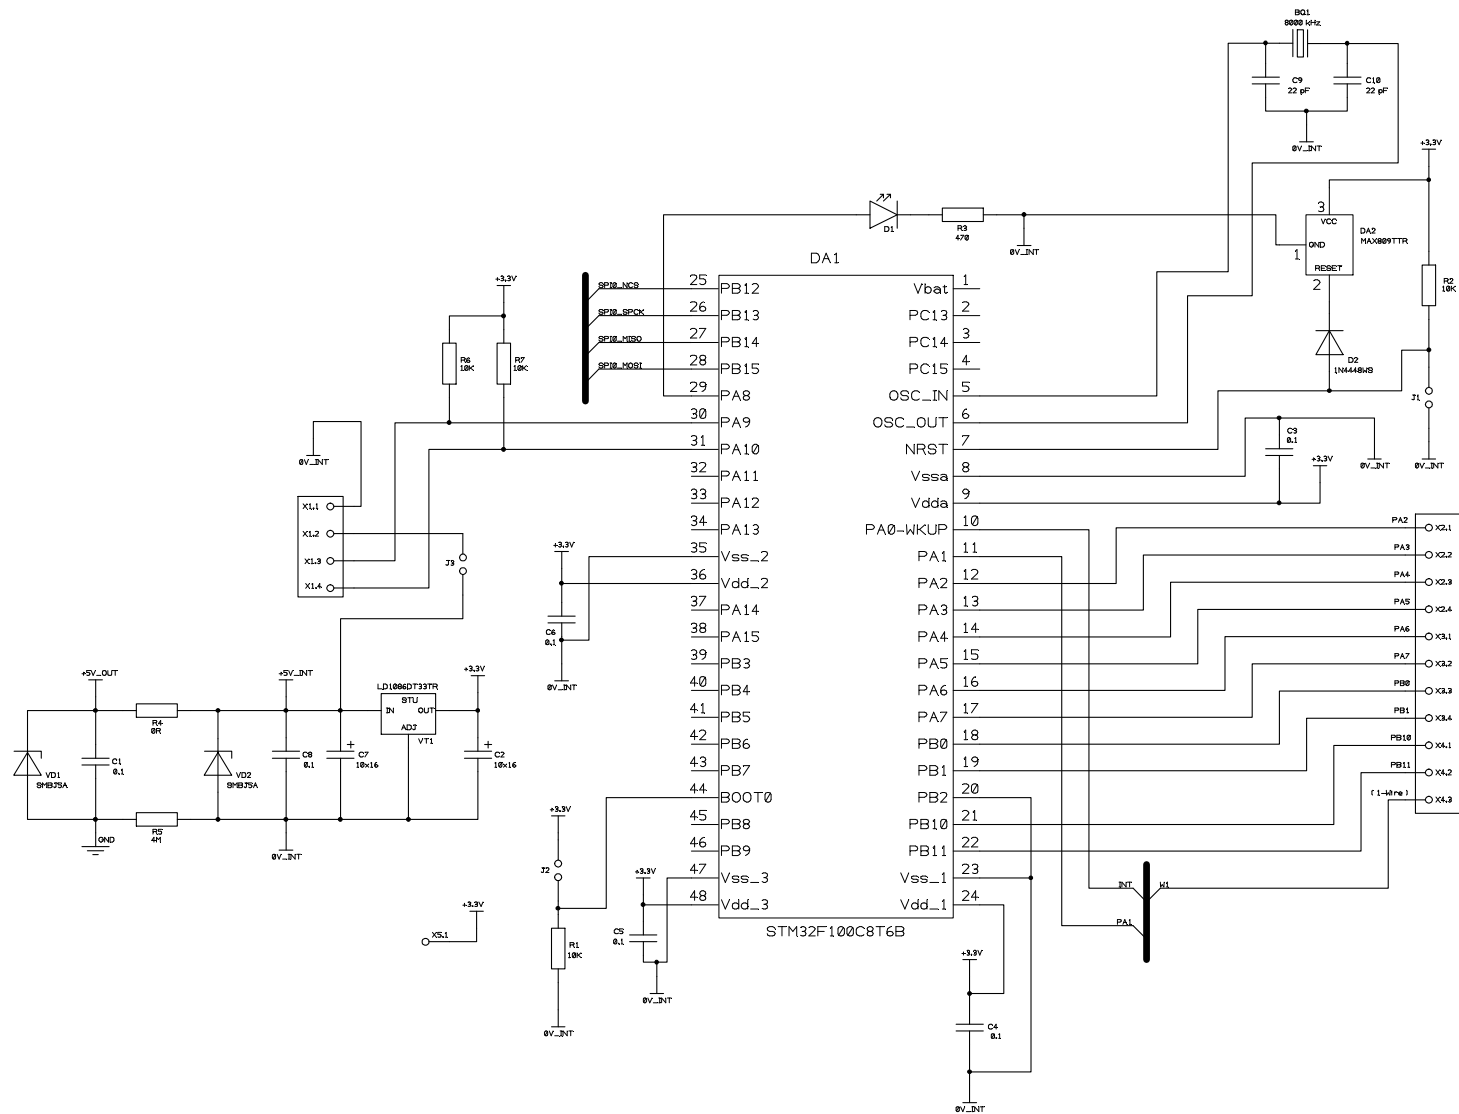 BQ1
8000 kHz
C9
22 pF
C10
22 pF
0V_INT
+3.3V
D1
R3
470
0V_INT
3
VCC
GND
1
RESET
2
DA2
MAX809TTR
R2
10K
D2
1N4448WS
J1
0V_INT
DA1
SPI0_NCS
SPI0_SPCK
SPI0_MISO
SPI0_MOSI
25 PB12
26 PB13
27 PB14
28 PB15
29 PA8
30 PA9
31 PA10
32 PA11
33 PA12
34 PA13
35 Vss_2
36 Vdd_2
37 PA14
38 PA15
39 PB3
40 PB4
41 PB5
42 PB6
43 PB7
44 BOOT0
45 PB8
46 PB9
47 Vss_3
48 Vdd_3
Vbat 1
PC13 2
PC14 3
PC15 4
OSC_IN 5
OSC_OUT 6
NRST 7
Vssa 8
Vdda 9
PA0-WKUP 10
PA1 11
PA2 12
PA3 13
PA4 14
PA5 15
PA6 16
PA7 17
PB0 18
PB1 19
PB2 20
PB10 21
PB11 22
Vss_1 23
Vdd_1 24
STM32F100C8T6B
C3
0.1
+3.3V
0V_INT
+3.3V
R6
10K
R7
10K
0V_INT
X1.1
X1.2
X1.3
X1.4
J3
+3.3V
C6
0.1
0V_INT
PA2 X2.1
PA3 X2.2
PA4 X2.3
PA5 X2.4
PA6 X3.1
PA7 X3.2
PB0 X3.3
PB1 X3.4
PB10 X4.1
PB11 X4.2
(1-Wire) X4.3
INT
W1
PA1
+5V_OUT
+5V_INT
LD1086DT33TR
+3.3V
STU
IN
OUT
ADJ
VT1
R4
0R
VD1
SMBJ5A
C1
0.1
VD2
SMBJ5A
C8
0.1
+
C7
10x16
+
C2
10x16
R5
4M
GND
0V_INT
+3.3V
J2
R1
10K
0V_INT
+3.3V
X5.1
+3.3V
C5
0.1
0V_INT
+3.3V
C4
0.1
0V_INT